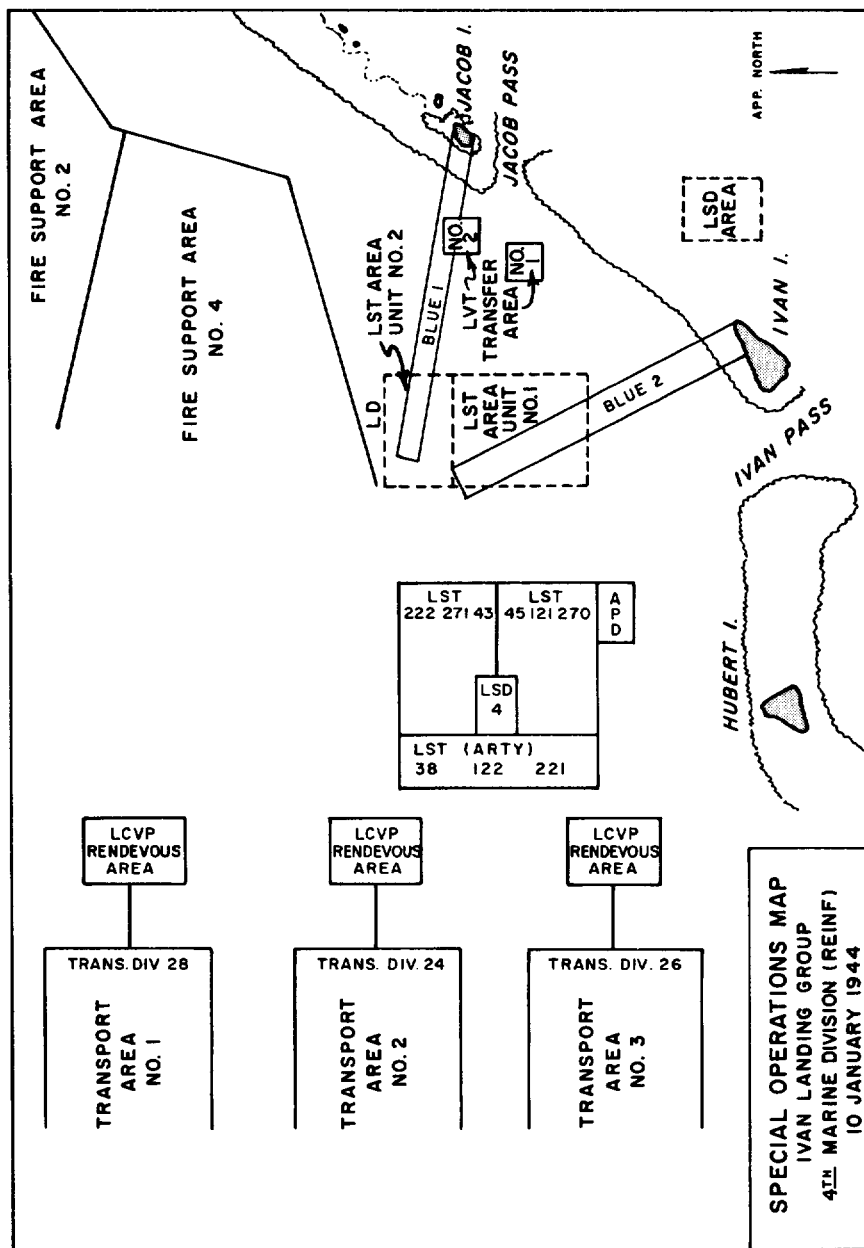 FIRE SUPPORT AREA
NO. 2
FIRE SUPPORT AREA
NO. 4
JACOB I.
JACOB PASS
APP. NORTH
LST AREA
UNIT NO. 2
BLUE 1
NO.
2
LVT
TRANSFER
AREA
NO.
1
LSD
AREA
LD
LST
AREA
UNIT
NO. 1
BLUE 2
IVAN I.
IVAN PASS
HUBERT I.
LST
222 271 43
LST
45 121 270
A
P
D
LSD
4
LST (ARTY)
38 122 221
LCVP
RENDEVOUS
AREA
LCVP
RENDEVOUS
AREA
LCVP
RENDEVOUS
AREA
TRANS. DIV. 28
TRANSPORT
AREA
NO. 1
TRANS. DIV. 24
TRANSPORT
AREA
NO. 2
TRANS. DIV. 26
TRANSPORT
AREA
NO. 3
SPECIAL OPERATIONS MAP
IVAN LANDING GROUP
4TH MARINE DIVISION (REINF)
10 JANUARY 1944